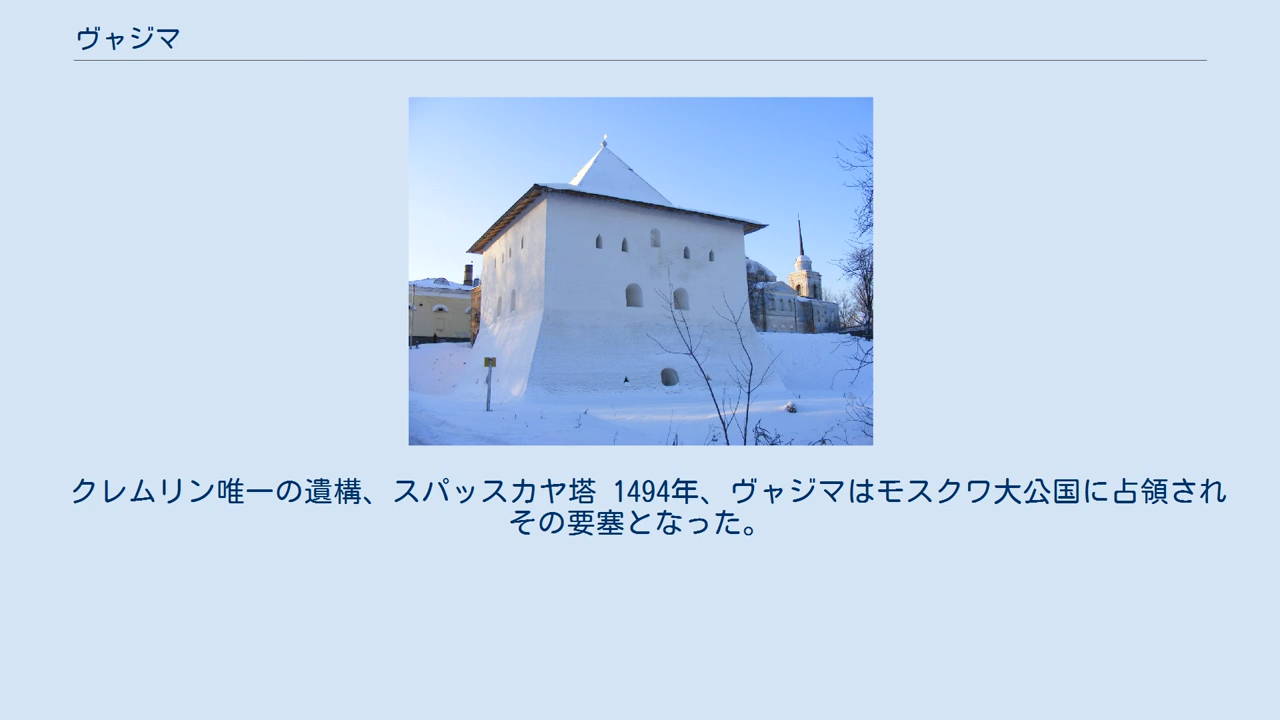 ヴャジマ
クレムリン唯一の遺構、スパッスカヤ塔 1494年、ヴャジマはモスクワ大公国に占領され
その要塞となった。